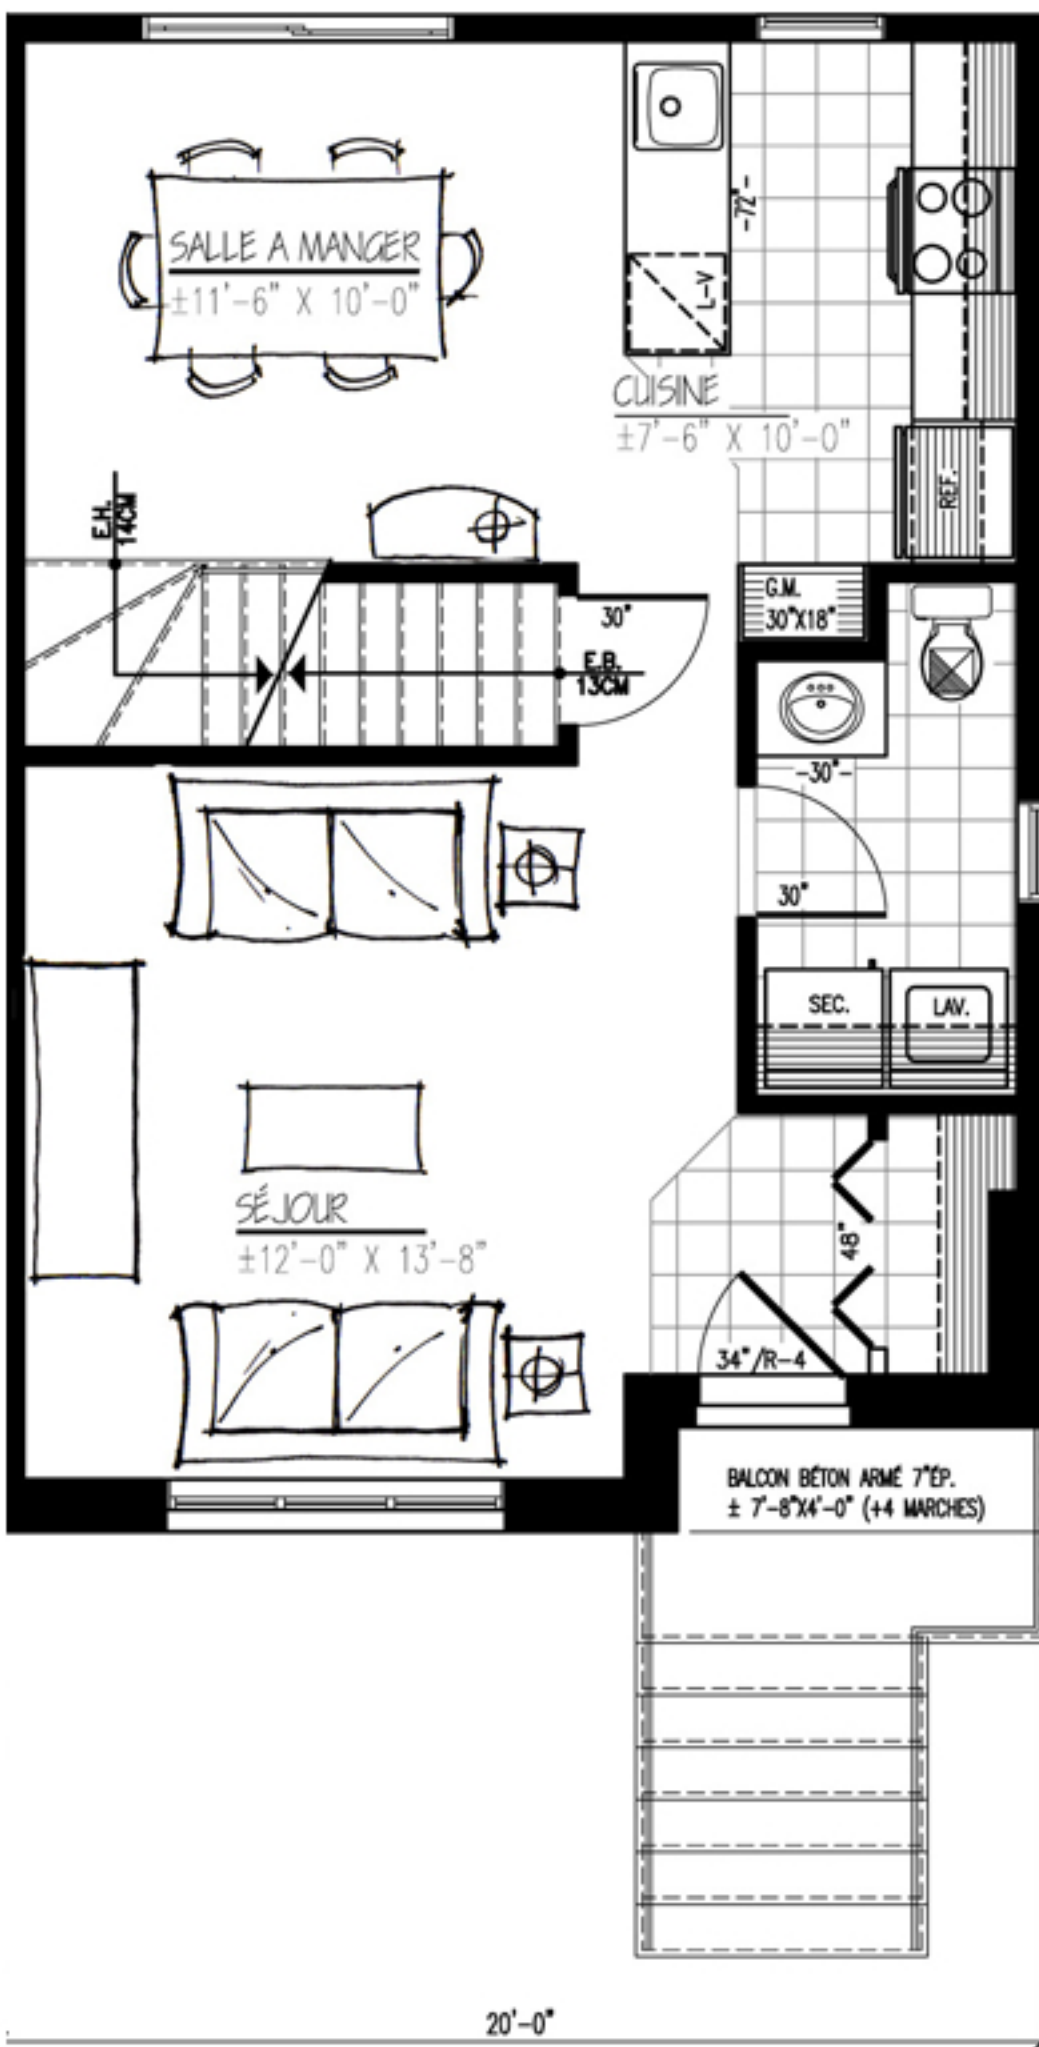 SALLE A MANGER
±11'-6" X 10'-0"
-72"-
L-V
CUISINE
±7'-6" X 10'-0"
REF.
E.H.
14CM
G.M.
30"X18"
30"
E.B.
13CM
-30"-
30"
SEC.
LAV.
SÉJOUR
±12'-0" X 13'-8"
48"
34"/R-4
BALCON BÉTON ARMÉ 7"ÉP.
± 7'-8"X4'-0" (+4 MARCHES)
20'-0"